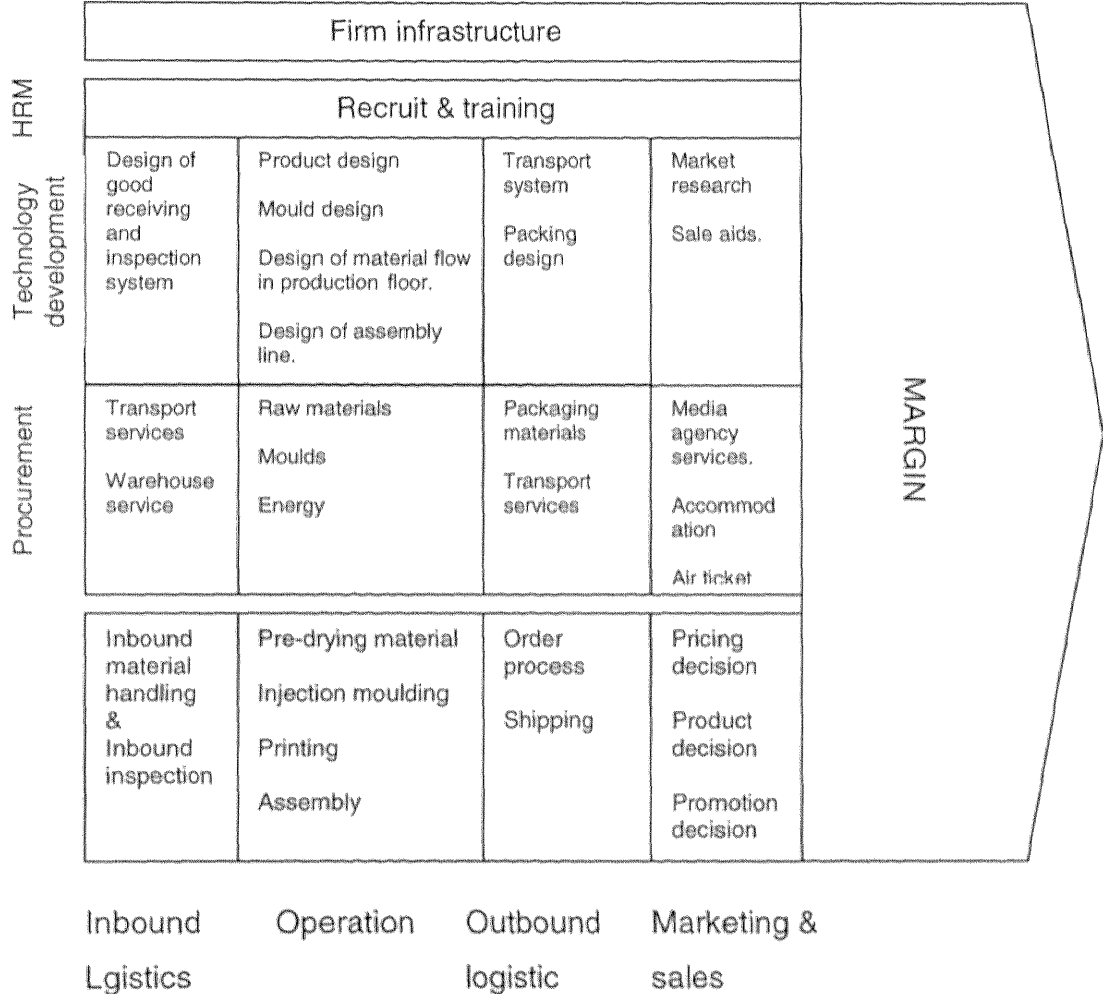 Firm infrastructure
HRM
Recruit & training
Technology
development
Design of
good
receiving
and
inspection
system
Product design
Mould design
Design of material flow
in production floor.
Design of assembly
line.
Transport
system
Packing
design
Market
research
Sale aids.
Procurement
Transport
services
Warehouse
service
Raw materials
Moulds
Energy
Packaging
materials
Transport
services
Media
agency
services.
Accommod
ation
Air ticket
Inbound
material
handling
&
Inbound
inspection
Pre-drying material
Injection moulding
Printing
Assembly
Order
process
Shipping
Pricing
decision
Product
decision
Promotion
decision
MARGIN
Inbound
Lgistics
Operation
Outbound
logistic
Marketing &
sales